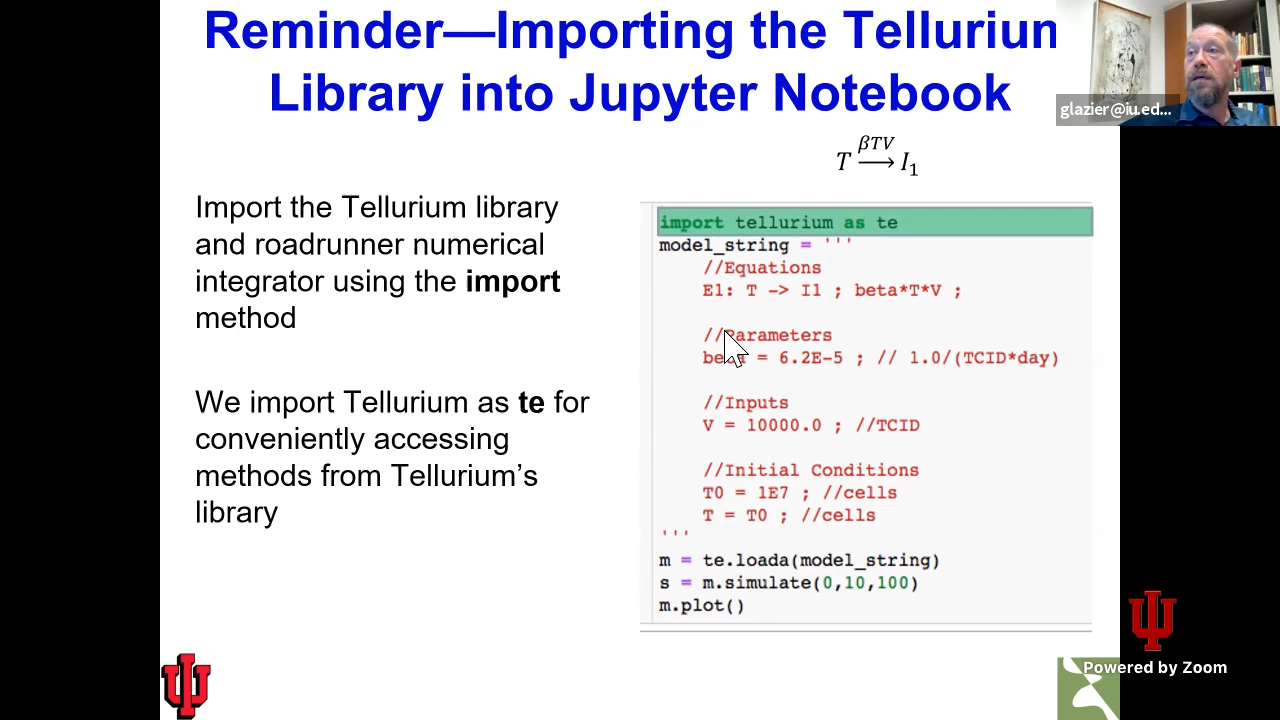 Reminder—Importing the Tellurium
Library into Jupyter Notebook
glazier@iu.ed...
βTV
T ⟶ I₁
Import the Tellurium library
and roadrunner numerical
integrator using the import
method
We import Tellurium as te for
conveniently accessing
methods from Tellurium’s
library
import tellurium as te
model_string = '''
//Equations
E1: T -> I1 ; beta*T*V ;
//Parameters
beta = 6.2E-5 ; // 1.0/(TCID*day)
//Inputs
V = 10000.0 ; //TCID
//Initial Conditions
T0 = 1E7 ; //cells
T = T0 ; //cells
'''
m = te.loada(model_string)
s = m.simulate(0,10,100)
m.plot()
Powered by Zoom